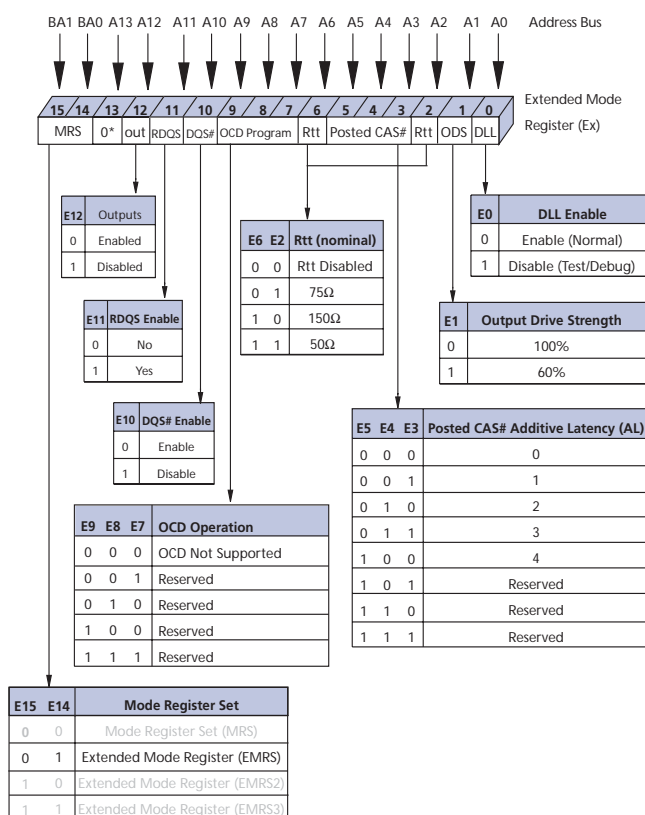 BA1 BA0 A13 A12 A11 A10 A9 A8 A7 A6 A5 A4 A3 A2 A1 A0 Address Bus
15 14 13 12 11 10 9 8 7 6 5 4 3 2 1 0 Extended Mode Register (Ex)
MRS 0* out RDQS DQS# OCD Program Rtt Posted CAS# Rtt ODS DLL
E12 Outputs
0 Enabled
1 Disabled
E0 DLL Enable
0 Enable (Normal)
1 Disable (Test/Debug)
E6 E2 Rtt (nominal)
0 0 Rtt Disabled
0 1 75Ω
1 0 150Ω
1 1 50Ω
E11 RDQS Enable
0 No
1 Yes
E1 Output Drive Strength
0 100%
1 60%
E10 DQS# Enable
0 Enable
1 Disable
E5 E4 E3 Posted CAS# Additive Latency (AL)
0 0 0 0
0 0 1 1
0 1 0 2
0 1 1 3
1 0 0 4
1 0 1 Reserved
1 1 0 Reserved
1 1 1 Reserved
E9 E8 E7 OCD Operation
0 0 0 OCD Not Supported
0 0 1 Reserved
0 1 0 Reserved
1 0 0 Reserved
1 1 1 Reserved
E15 E14 Mode Register Set
0 0 Mode Register Set (MRS)
0 1 Extended Mode Register (EMRS)
1 0 Extended Mode Register (EMRS2)
1 1 Extended Mode Register (EMRS3)